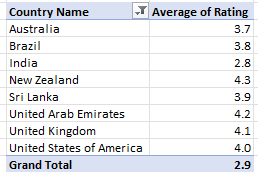 Country Name Average of Rating
Australia 3.7
Brazil 3.8
India 2.8
New Zealand 4.3
Sri Lanka 3.9
United Arab Emirates 4.2
United Kingdom 4.1
United States of America 4.0
Grand Total 2.9